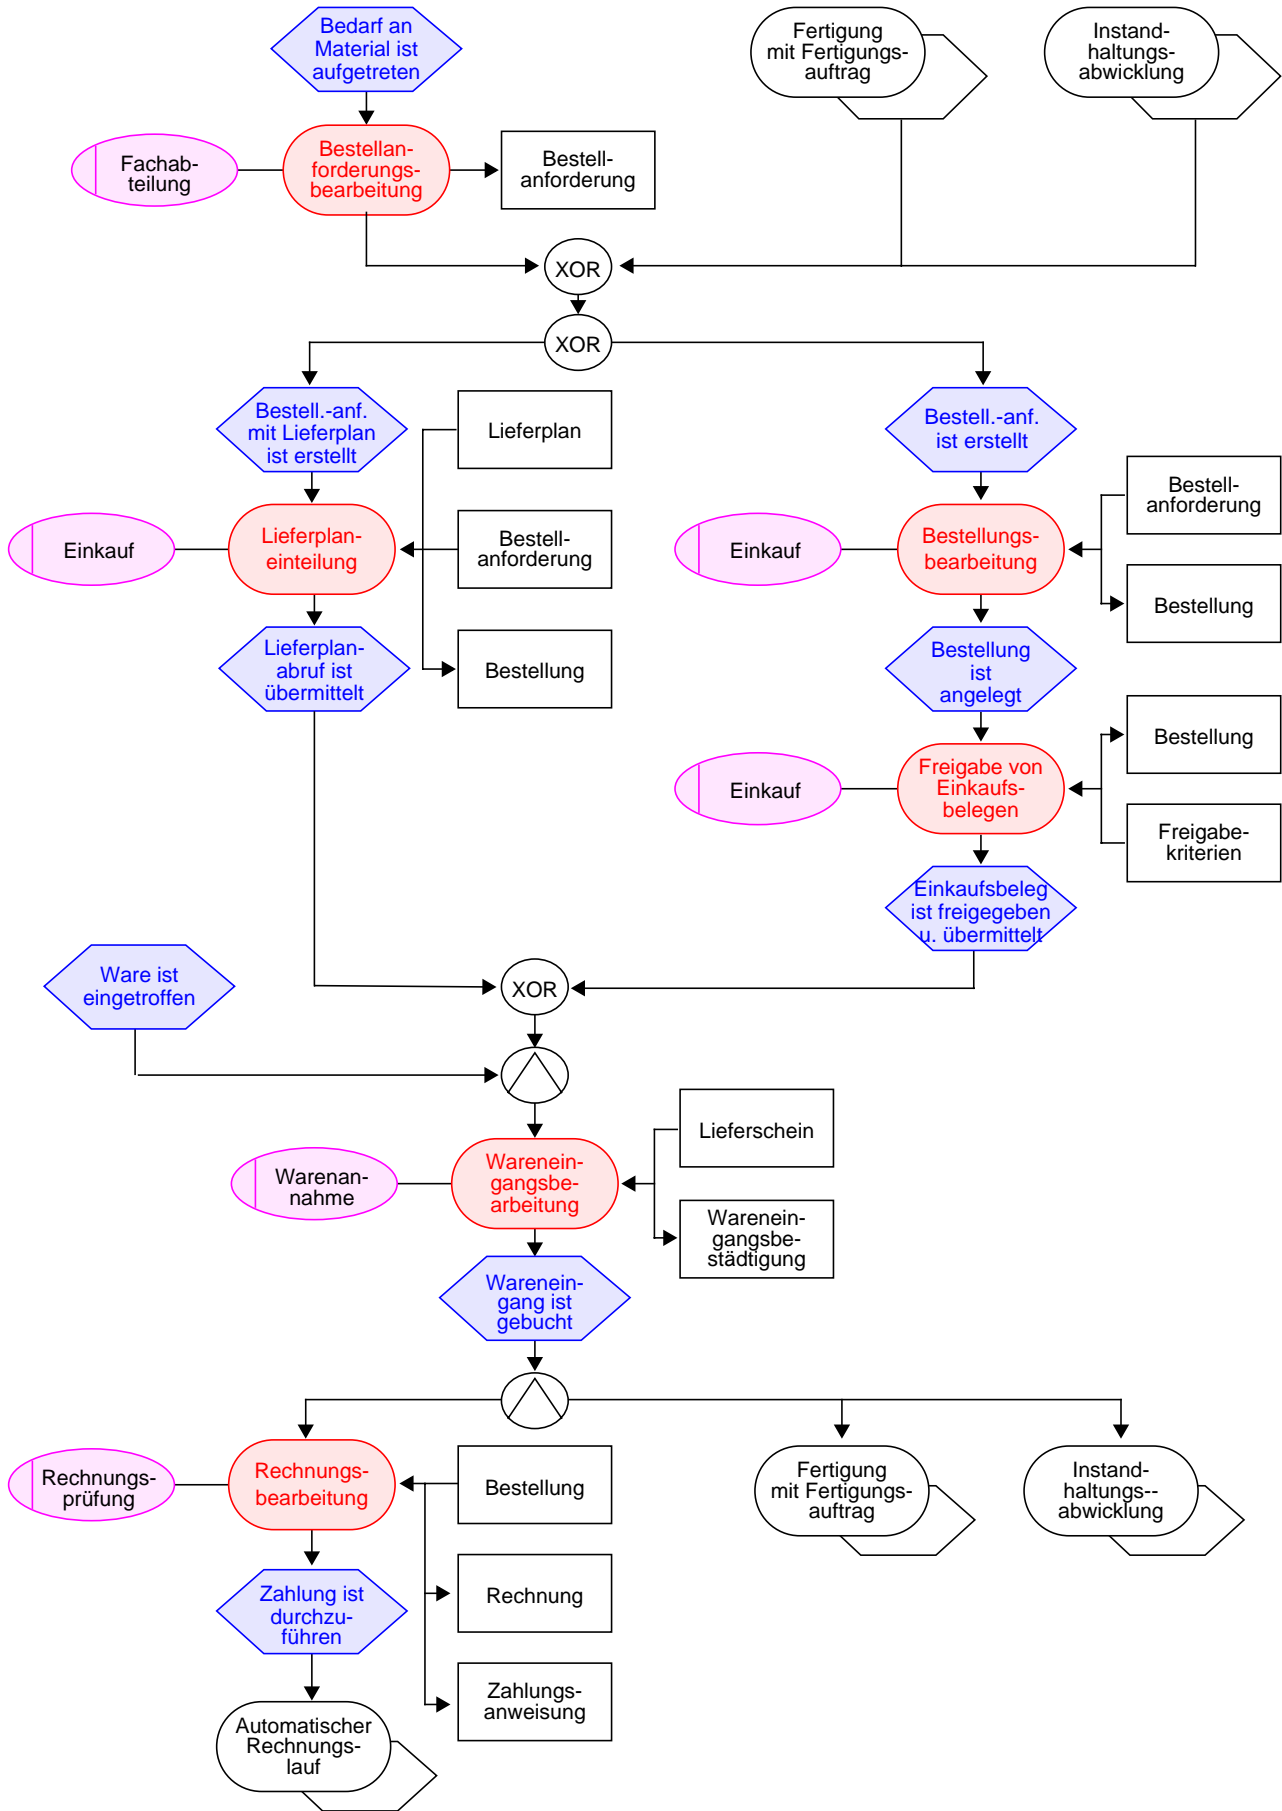 Bedarf an
Material ist
aufgetreten
Fertigung
mit Fertigungs-
auftrag
Instand-
haltungs-
abwicklung
Fachab-
teilung
Bestellan-
forderungs-
bearbeitung
Bestell-
anforderung
XOR
XOR
Bestell.-anf.
mit Lieferplan
ist erstellt
Lieferplan
Bestell.-anf.
ist erstellt
Bestell-
anforderung
Einkauf
Lieferplan-
einteilung
Bestell-
anforderung
Einkauf
Bestellungs-
bearbeitung
Bestellung
Lieferplan-
abruf ist
übermittelt
Bestellung
Bestellung
ist
angelegt
Bestellung
Einkauf
Freigabe von
Einkaufs-
belegen
Freigabe-
kriterien
Einkaufsbeleg
ist freigegeben
u. übermittelt
Ware ist
eingetroffen
XOR
Lieferschein
Warenan-
nahme
Warenein-
gangsbe-
arbeitung
Warenein-
gangsbe-
städtigung
Warenein-
gang ist
gebucht
Rechnungs-
prüfung
Rechnungs-
bearbeitung
Bestellung
Fertigung
mit Fertigungs-
auftrag
Instand-
haltungs--
abwicklung
Zahlung ist
durchzu-
führen
Rechnung
Zahlungs-
anweisung
Automatischer
Rechnungs-
lauf